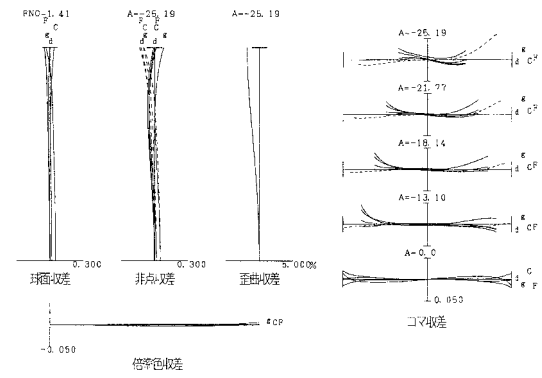 FNO-1.41
F
C
g
d
0.300
球面収差
A=-25.19
F F
C C
g g
d d
0.300
非点収差
A=-25.19
5.000%
歪曲収差
g C F
-0.050
倍率色収差
A=-25.19
g
d C F
A=-21.77
g
d C F
A=-18.14
g
d C F
A=-13.10
g
d C F
A=0.0
d C
g F
0.050
コマ収差